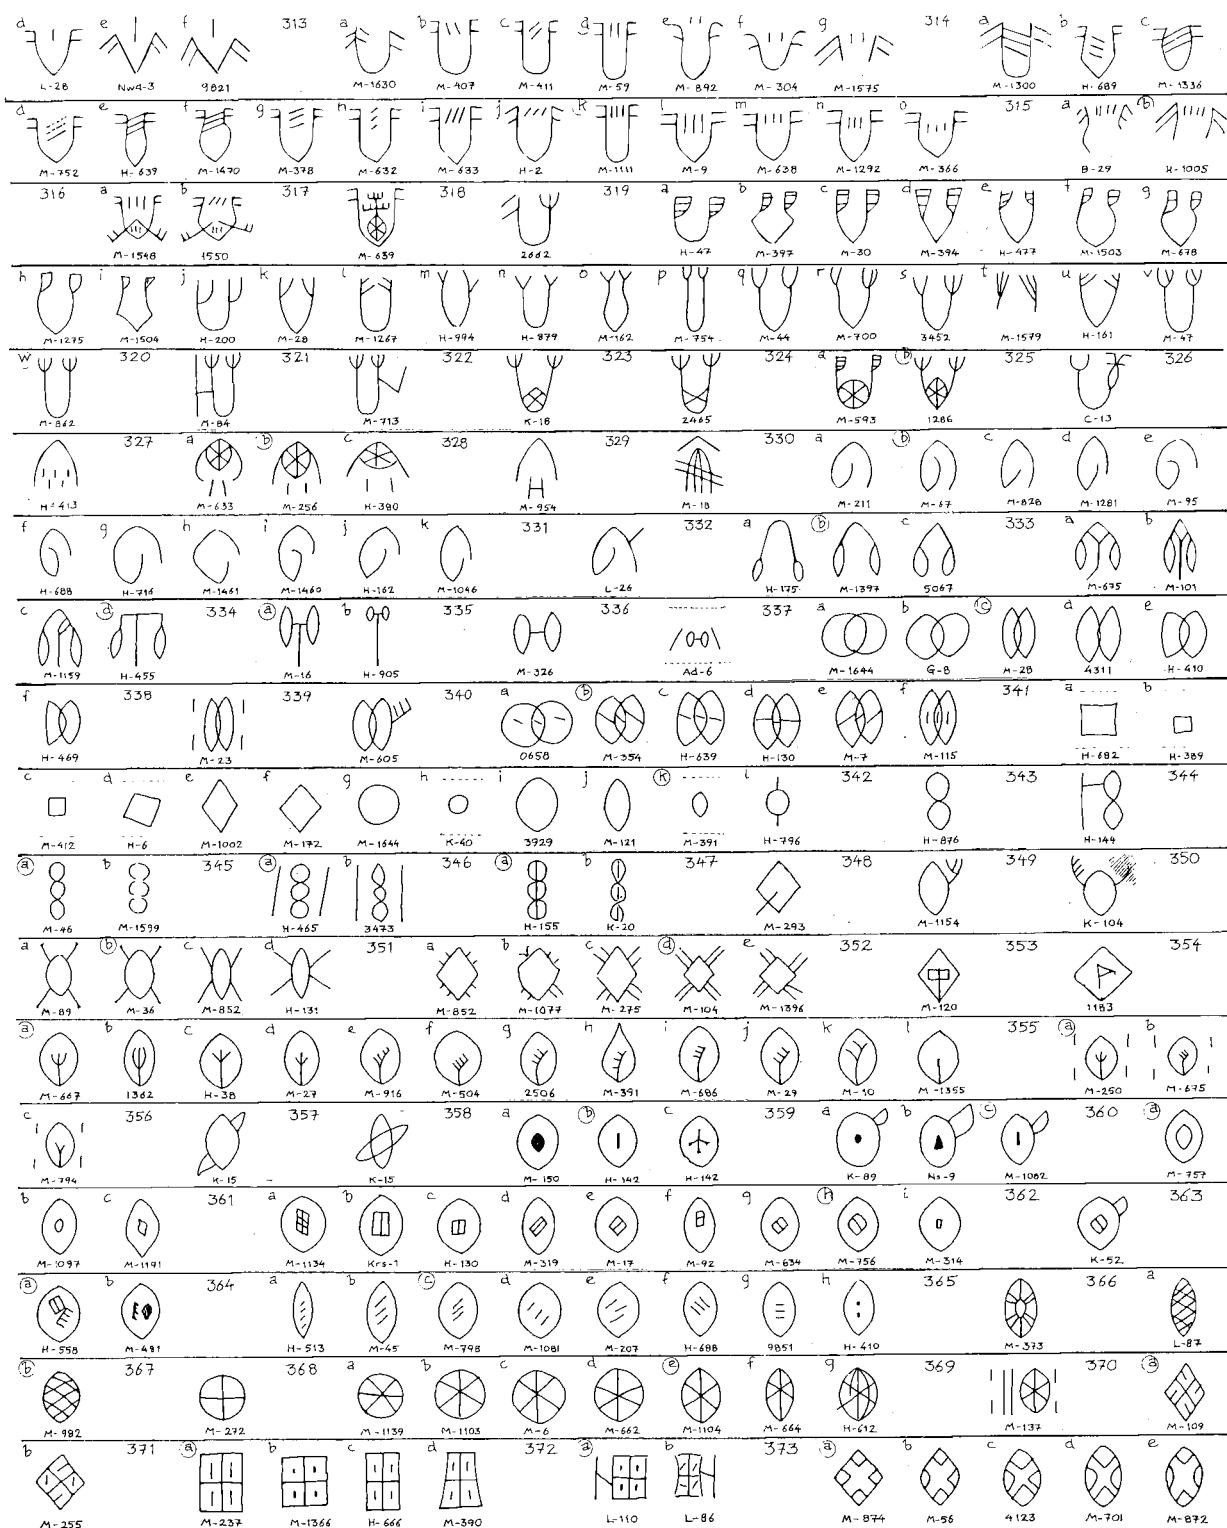 d e f 313 a b c d e f g 314 a b c
L-28 Nw4-3 9821 M-1630 M-407 M-411 M-59 M-892 M-304 M-1575 M-1300 H-689 M-1336
d e f g h i j k l m n o 315 a b
M-752 H-639 M-1470 M-378 M-632 M-633 H-2 M-1111 M-9 M-638 M-1292 M-366 B-29 K-1005
316 a b 317 318 319 a b c d e f g
M-1548 1550 M-639 2662 H-47 M-397 M-30 M-394 H-477 M-1503 M-678
h i j k l m n o p q r s t u v
M-1275 M-1504 H-200 M-28 M-1267 H-994 H-879 M-162 M-754 M-44 M-700 3452 M-1579 H-161 M-47
w 320 321 322 323 324 a b 325 326
M-862 M-84 M-713 K-18 2465 M-593 1286 C-13
327 a b c 328 329 330 a b c d e
H-413 M-633 M-256 K-380 M-954 M-18 M-211 M-67 M-828 M-1281 M-95
f g h i j k 331 332 a b c 333 a b
H-688 H-716 M-1461 M-1460 H-162 M-1046 L-26 H-175 M-1397 5067 M-675 M-101
c d 334 a b 335 336 337 a b c d e
M-1159 H-455 M-16 H-905 M-326 Ad-6 M-1644 G-8 M-28 4311 H-410
f 338 339 340 a b c d e f 341 a b
H-469 M-23 M-605 0658 M-354 H-639 H-130 M-7 M-115 H-682 H-389
c d e f g h i j k l 342 343 344
M-412 H-6 M-1002 M-172 M-1644 K-40 3929 M-121 M-391 H-796 H-876 H-144
a b 345 a b 346 a b 347 348 349 350
M-46 M-1599 H-465 3473 H-155 K-20 M-293 M-1154 K-104
a b c d 351 a b c d e 352 353 354
M-89 M-36 M-852 H-131 M-852 M-1077 M-275 M-104 M-1396 M-120 1183
a b c d e f g h i j k l 355 a b
M-667 1362 H-38 M-27 M-916 M-504 2506 M-391 M-686 M-29 M-10 M-1355 M-250 M-675
c 356 357 358 a b c 359 a b c 360 a
M-794 K-15 K-15 M-150 H-142 H-142 K-89 Ns-9 M-1082 M-757
b c 361 a b c d e f g h i 362 363
M-1097 M-1191 M-1134 Krs-1 K-130 M-319 M-17 M-92 M-634 M-756 M-314 K-52
a b 364 a b c d e f g h 365 366 a
H-558 M-481 H-513 M-45 M-798 M-1081 M-207 H-688 9851 H-410 M-373 L-87
b 367 368 a b c d e f g 369 370 a
M-982 M-272 M-1139 M-1103 M-6 M-662 M-1104 M-664 H-612 M-137 M-109
b 371 a b c d 372 a b 373 a b c d e
M-255 M-237 M-1366 H-666 M-390 L-110 L-86 M-874 M-56 4123 M-701 M-872